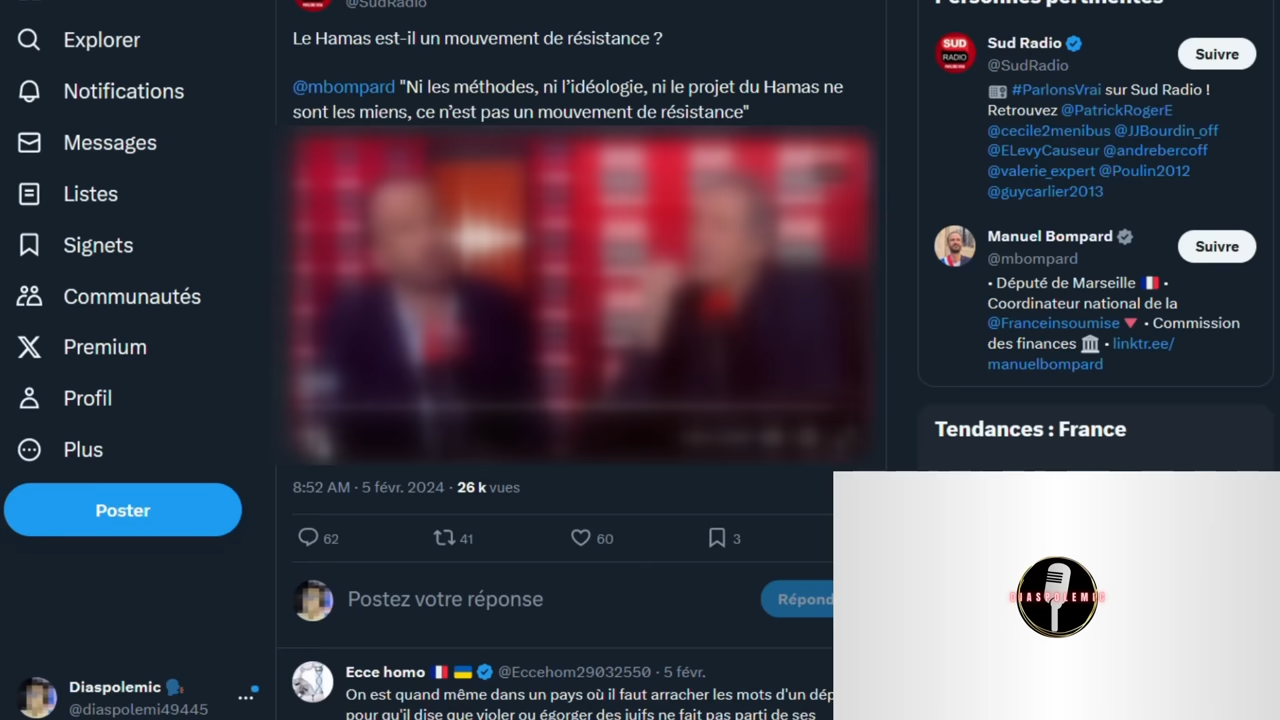 @SudRadio
Explorer
Notifications
Messages
Listes
Signets
Communautés
Premium
Profil
Plus
Poster
Diaspolemic
@diaspolemi49445
Le Hamas est-il un mouvement de résistance ?
@mbompard "Ni les méthodes, ni l’idéologie, ni le projet du Hamas ne
sont les miens, ce n’est pas un mouvement de résistance"
8:52 AM · 5 févr. 2024 · 26 k vues
62
41
60
3
Postez votre réponse
Répond
Ecce homo @Eccehom29032550 · 5 févr.
On est quand même dans un pays où il faut arracher les mots d'un dép
pour qu'il dise que violer ou égorger des juifs ne fait pas parti de ses
Personnes pertinentes
Sud Radio
Suivre
@SudRadio
#ParlonsVrai sur Sud Radio !
Retrouvez @PatrickRogerE
@cecile2menibus @JJBourdin_off
@ELevyCauseur @andrebercoff
@valerie_expert @Poulin2012
@guycarlier2013
SUD
RADIO
Manuel Bompard
Suivre
@mbompard
• Député de Marseille •
Coordinateur national de la
@Franceinsoumise • Commission
des finances • linktr.ee/
manuelbompard
Tendances : France
DIASPOLEMIC